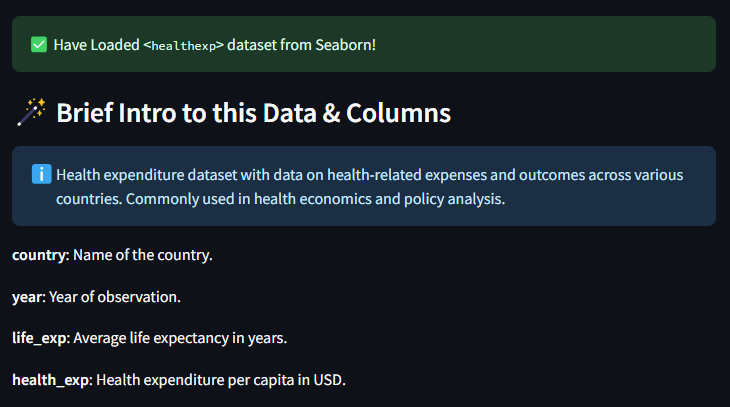 ✅ Have Loaded <healthexp> dataset from Seaborn!
🪄 Brief Intro to this Data & Columns
ℹ️ Health expenditure dataset with data on health-related expenses and outcomes across various
countries. Commonly used in health economics and policy analysis.
country: Name of the country.
year: Year of observation.
life_exp: Average life expectancy in years.
health_exp: Health expenditure per capita in USD.